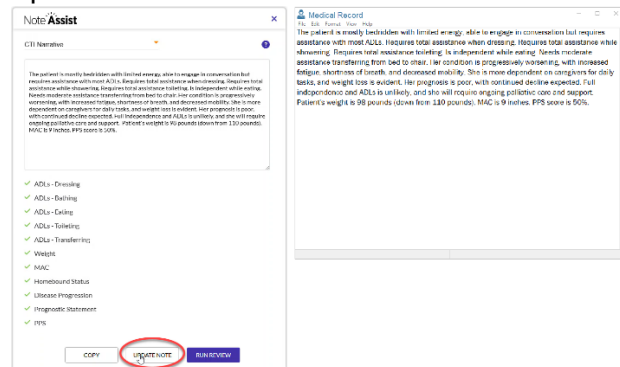 Note Assist
×
CTI Narrative
?
The patient is mostly bedridden with limited energy, able to engage in conversation but
requires assistance with most ADLs. Requires total assistance when dressing. Requires total
assistance while showering. Requires total assistance toileting. Is independent while eating.
Needs moderate assistance transferring from bed to chair. Her condition is progressively
worsening, with increased fatigue, shortness of breath, and decreased mobility. She is more
dependent on caregivers for daily tasks, and weight loss is evident. Her prognosis is poor,
with continued decline expected. Full independence and ADLs is unlikely, and she will require
ongoing palliative care and support. Patient's weight is 98 pounds (down from 110 pounds).
MAC is 9 inches. PPS score is 50%.
ADLs - Dressing
ADLs - Bathing
ADLs - Eating
ADLs - Toileting
ADLs - Transferring
Weight
MAC
Homebound Status
Disease Progression
Prognostic Statement
PPS
COPY
UPDATE NOTE
RUN REVIEW
Medical Record
File Edit Format View Help
The patient is mostly bedridden with limited energy, able to engage in conversation but requires
assistance with most ADLs. Requires total assistance when dressing. Requires total assistance while
showering. Requires total assistance toileting. Is independent while eating. Needs moderate
assistance transferring from bed to chair. Her condition is progressively worsening, with increased
fatigue, shortness of breath, and decreased mobility. She is more dependent on caregivers for daily
tasks, and weight loss is evident. Her prognosis is poor, with continued decline expected. Full
independence and ADLs is unlikely, and she will require ongoing palliative care and support.
Patient's weight is 98 pounds (down from 110 pounds). MAC is 9 inches. PPS score is 50%.